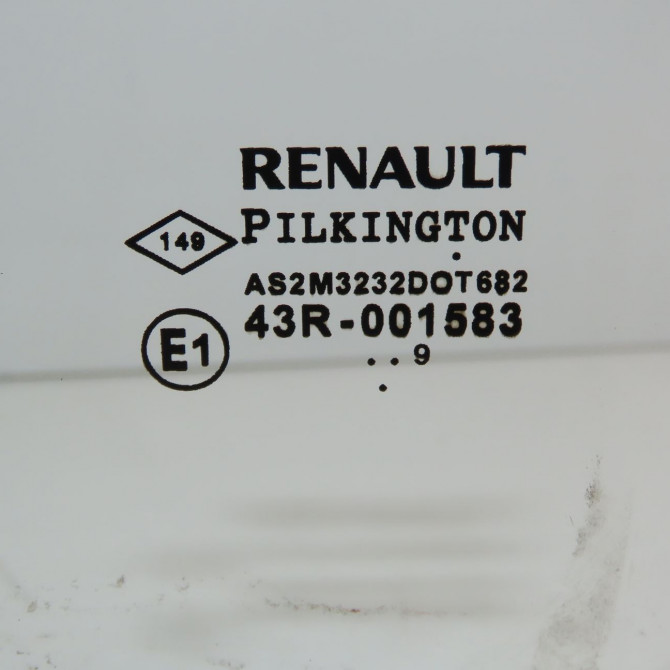 RENAULT
149 PILKINGTON
AS2M3232DOT682
E1 43R-001583
. . 9
.